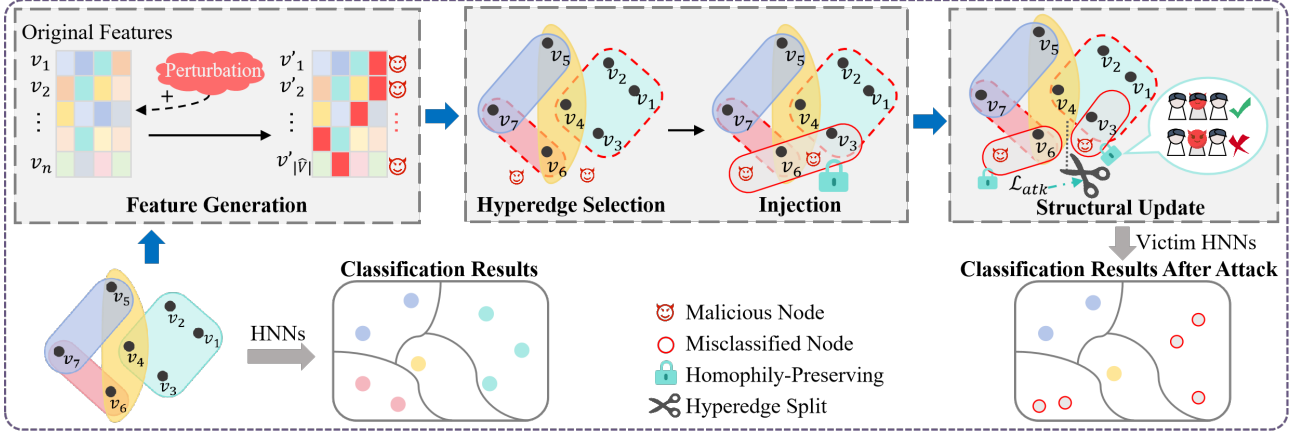 Original Features
v1
v2
⋮
vn
Perturbation
+
v'1
v'2
⋮
v'|V̂|
Feature Generation
v5
v2
v1
v4
v7
v3
v6
Hyperedge Selection
v5
v2
v1
v4
v7
v3
v6
Injection
v5
v2
v1
v4
v7
v3
v6
ℒatk
Structural Update
Victim HNNs
v5
v2
v1
v4
v7
v3
v6
HNNs
Classification Results
Malicious Node
Misclassified Node
Homophily-Preserving
Hyperedge Split
Classification Results After Attack